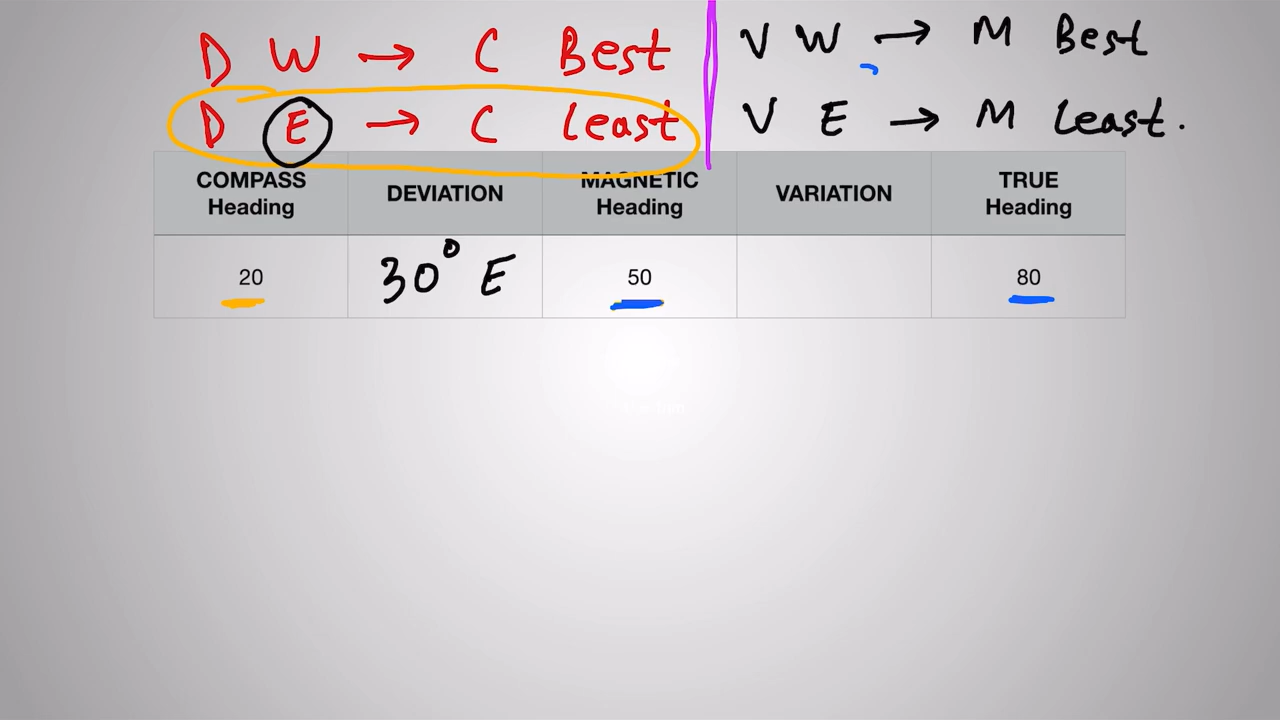 D W → C Best
V W → M Best
D E → C Least
V E → M Least.
COMPASS Heading DEVIATION MAGNETIC Heading VARIATION TRUE Heading
20 30° E 50 80